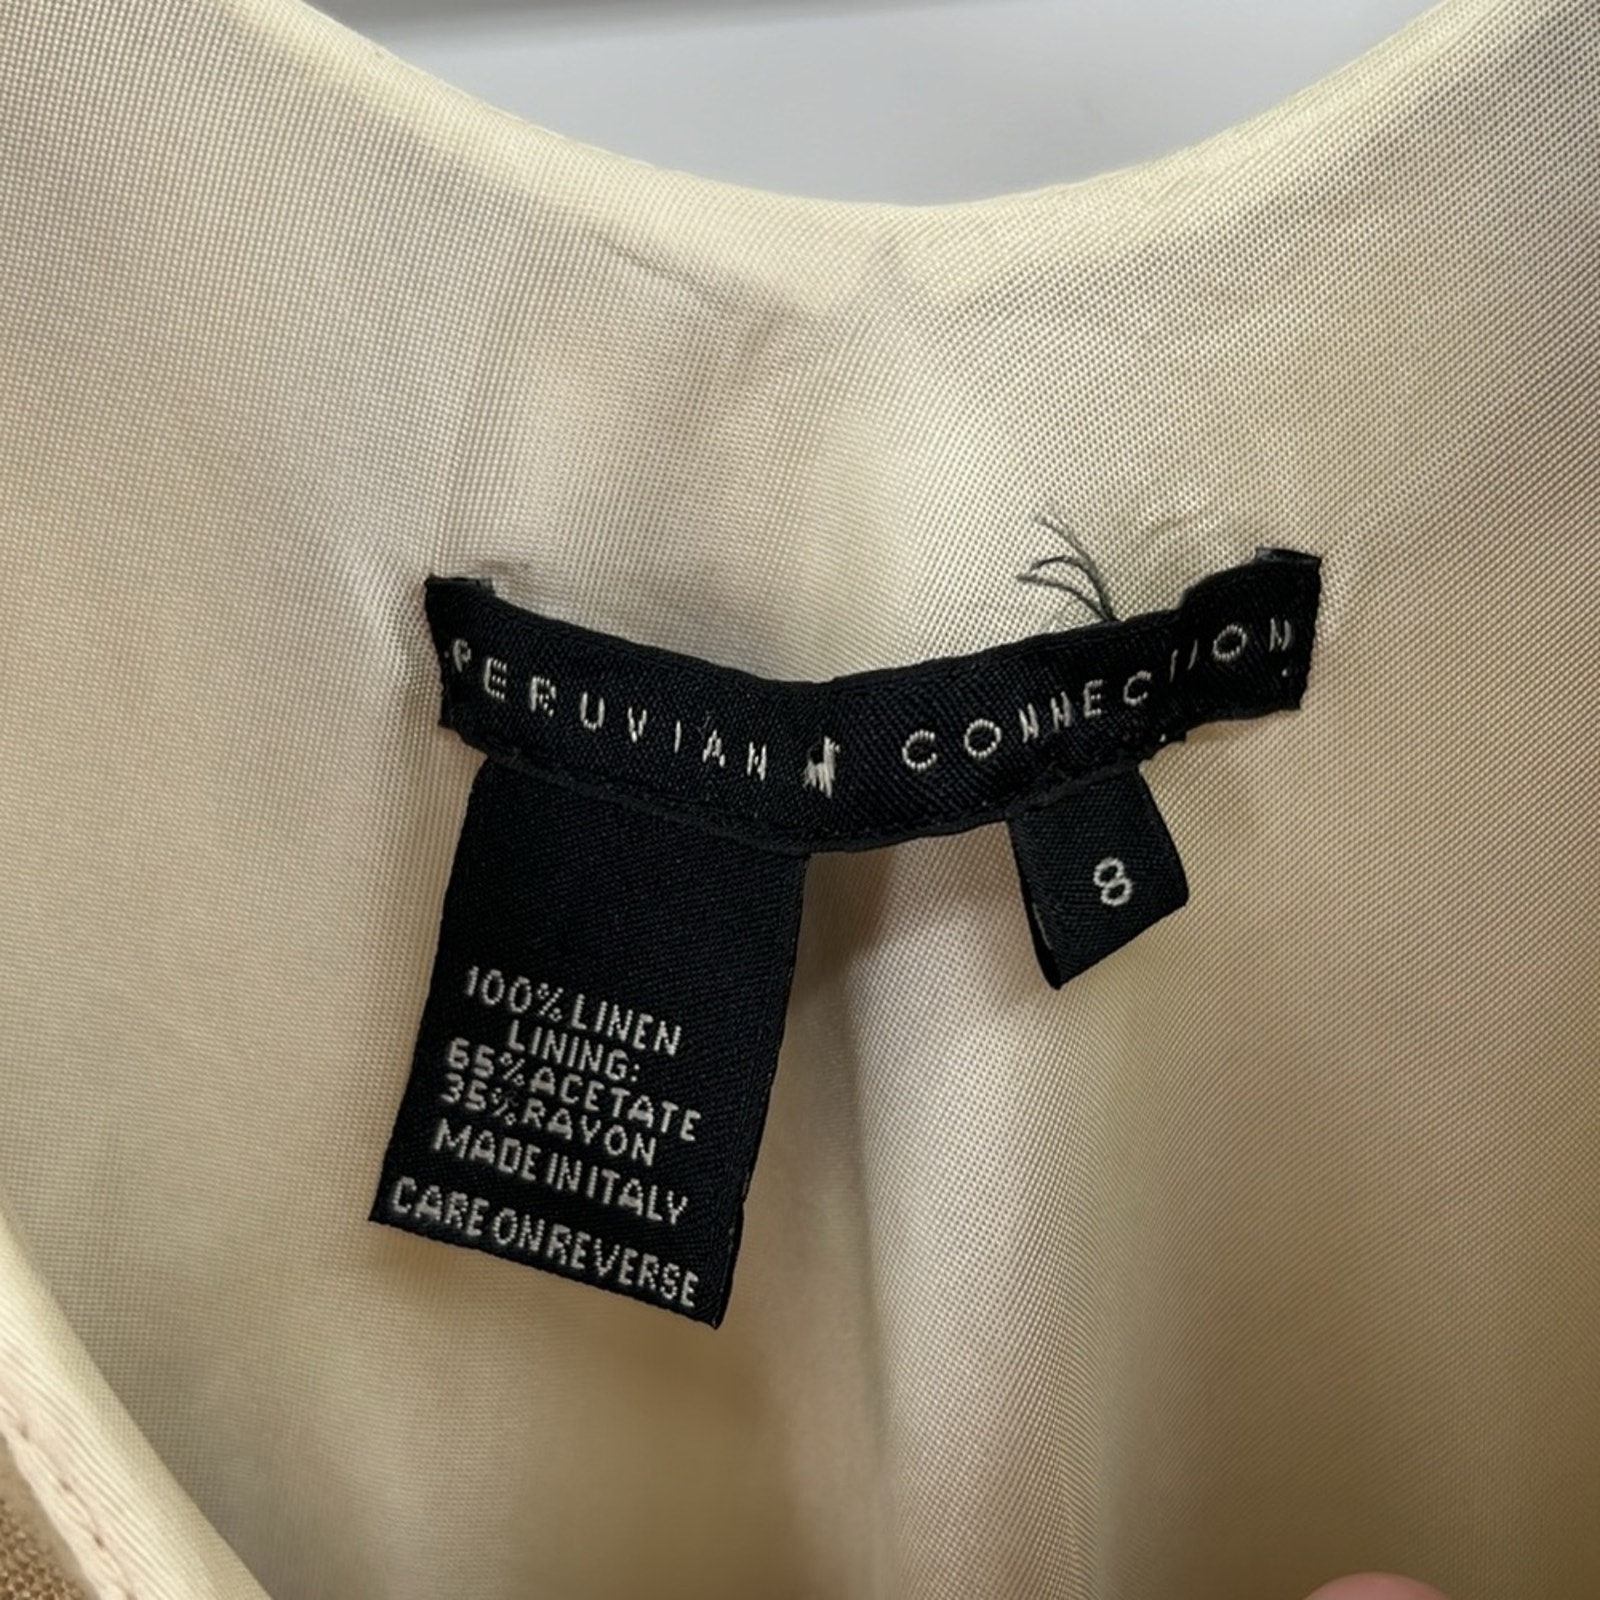 PERUVIAN CONNECTION
8
100% LINEN
LINING:
65% ACETATE
35% RAYON
MADE IN ITALY
CARE ON REVERSE